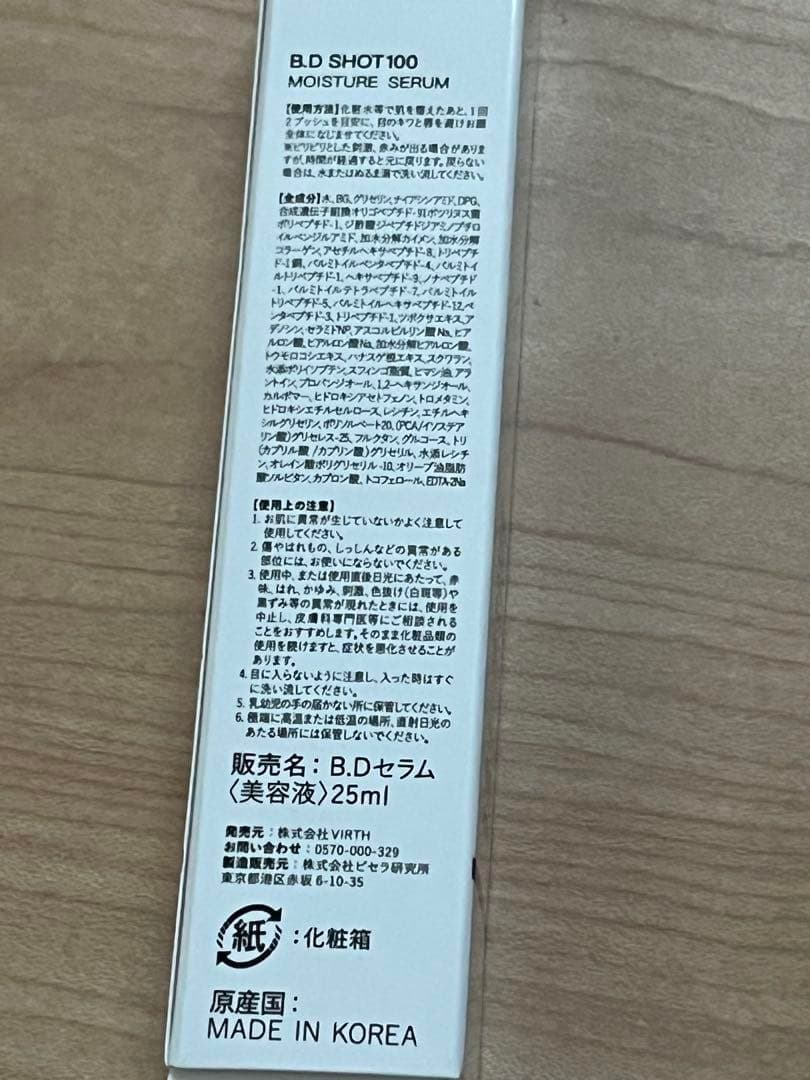 B.D SHOT100
MOISTURE SERUM
【使用方法】化粧水等で肌を整えたあと、1回
2プッシュを目安に、目のキワと唇を避けお顔
全体になじませてください。
※ピリピリとした刺激、赤みが出る場合がありま
すが、時間が経過すると元に戻ります。戻らない
場合は、水またはぬるま湯で洗い流してください。
【全成分】水、BG、グリセリン、ナイアシンアミド、DPG、
合成遺伝子組換オリゴペプチド-91ボツリヌス菌
ポリペプチド-1、ジ酢酸ジペプチドジアミノブチロ
イルベンジルアミド、加水分解カイメン、加水分解
コラーゲン、アセチルヘキサペプチド-8、トリペプチ
ド-1銅、パルミトイルペンタペプチド-4、パルミトイ
ルトリペプチド-1、ヘキサペプチド-9、ノナペプチド
-1、パルミトイルテトラペプチド-7、パルミトイル
トリペプチド-5、パルミトイルヘキサペプチド-12、ペ
ンタペプチド-3、トリペプチド-1、ツボクサエキス、ア
デノシン、セラミドNP、アスコルビルリン酸Na、ヒア
ルロン酸、ヒアルロン酸Na、加水分解ヒアルロン酸、
トウモロコシエキス、ハナスゲ根エキス、スクワラン、
水添ポリイソブテン、スフィンゴ脂質、ヒマシ油、アラ
ントイン、プロパンジオール、1,2-ヘキサンジオール、
カルボマー、ヒドロキシアセトフェノン、トロメタミン、
ヒドロキシエチルセルロース、レシチン、エチルヘキ
シルグリセリン、ポリソルベート20、(PCA/イソステア
リン酸)グリセレス-25、フルクタン、グルコース、トリ
(カプリル酸/カプリン酸)グリセリル、水添レシチ
ン、オレイン酸ポリグリセリル-10、オリーブ油脂肪
酸ソルビタン、カプロン酸、トコフェロール、EDTA-2Na
【使用上の注意】
1. お肌に異常が生じていないかよく注意して
使用してください。
2. 傷やはれもの、しっしんなどの異常がある
部位には、お使いにならないでください。
3. 使用中、または使用直後日光にあたって、赤
味、はれ、かゆみ、刺激、色抜け(白斑等)や
黒ずみ等の異常が現れたときには、使用を
中止し、皮膚科専門医等にご相談される
ことをおすすめします。そのまま化粧品類の
使用を続けますと、症状を悪化させることが
あります。
4. 目に入らないように注意し、入った時はすぐ
に洗い流してください。
5. 乳幼児の手の届かない所に保管してください。
6. 極端に高温または低温の場所、直射日光の
あたる場所には保管しないでください。
販売名：B.Dセラム
〈美容液〉25ml
発売元：株式会社VIRTH
お問い合わせ：0570-000-329
製造販売元：株式会社ビセラ研究所
東京都港区赤坂6-10-35
紙：化粧箱
原産国：
MADE IN KOREA